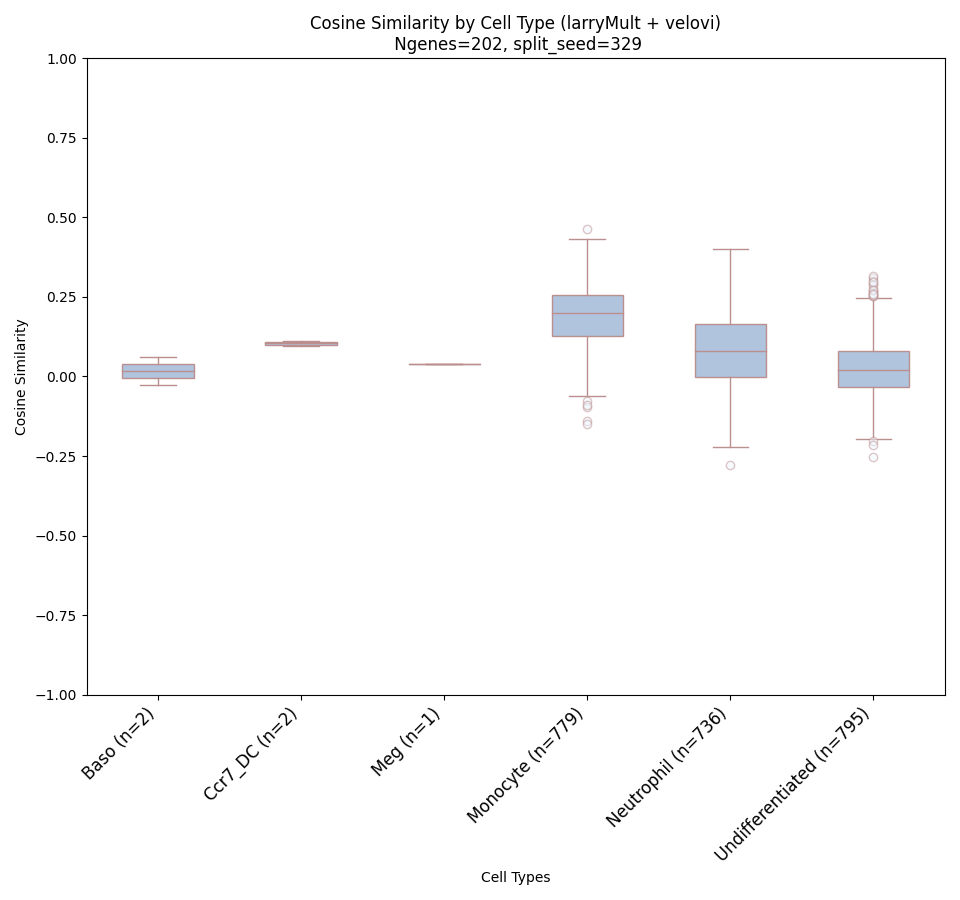 Cosine Similarity by Cell Type (larryMult + velovi)
Ngenes=202, split_seed=329
1.00
0.75
0.50
0.25
0.00
−0.25
−0.50
−0.75
−1.00
Cosine Similarity
Baso (n=2)
Ccr7_DC (n=2)
Meg (n=1)
Monocyte (n=779)
Neutrophil (n=736)
Undifferentiated (n=795)
Cell Types